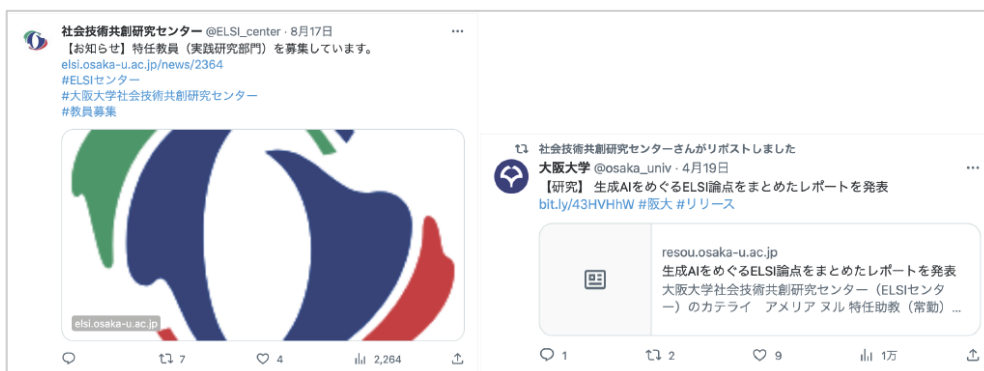 社会技術共創研究センター @ELSI_center · 8月17日
【お知らせ】特任教員（実践研究部門）を募集しています。
elsi.osaka-u.ac.jp/news/2364
#ELSIセンター
#大阪大学社会技術共創研究センター
#教員募集
elsi.osaka-u.ac.jp
7
4
2,264
社会技術共創研究センターさんがリポストしました
大阪大学 @osaka_univ · 4月19日
【研究】 生成AIをめぐるELSI論点をまとめたレポートを発表
bit.ly/43HVHhW #阪大 #リリース
resou.osaka-u.ac.jp
生成AIをめぐるELSI論点をまとめたレポートを発表
大阪大学社会技術共創研究センター（ELSIセンタ
ー）のカテライ　アメリア ヌル 特任助教（常勤）...
1
2
9
1万